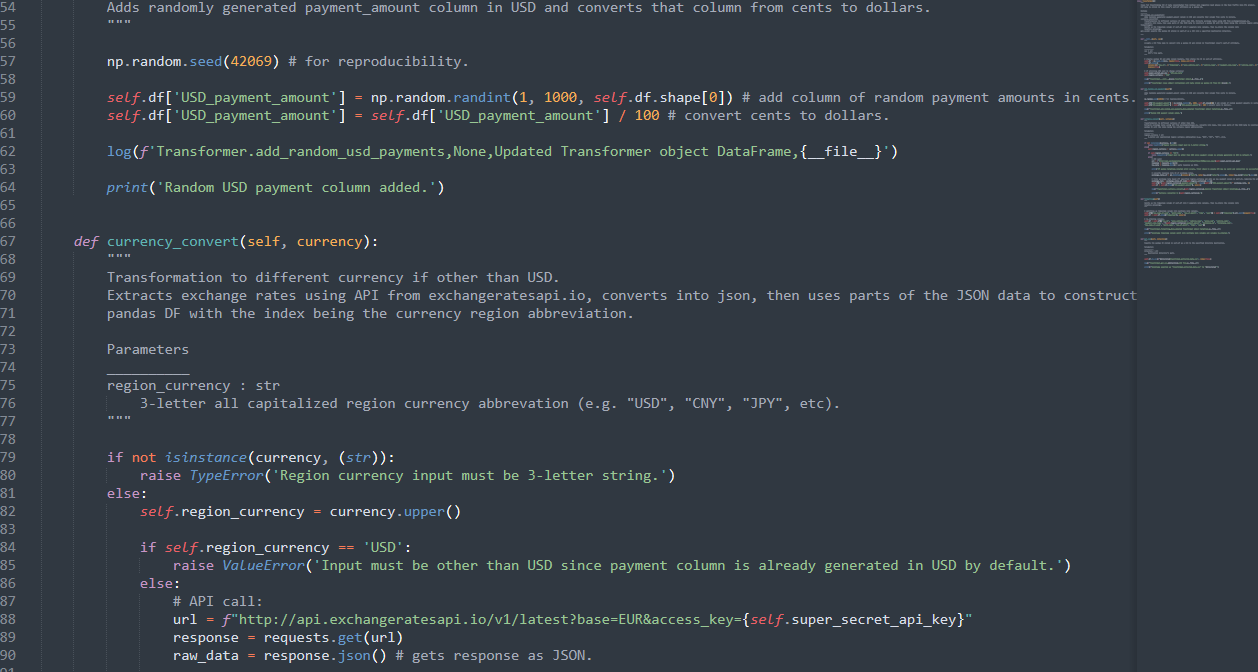 54 Adds randomly generated payment_amount column in USD and converts that column from cents to dollars.
55 """
56
57 np.random.seed(42069) # for reproducibility.
58
59 self.df['USD_payment_amount'] = np.random.randint(1, 1000, self.df.shape[0]) # add column of random payment amounts in cents.
60 self.df['USD_payment_amount'] = self.df['USD_payment_amount'] / 100 # convert cents to dollars.
61
62 log(f'Transformer.add_random_usd_payments,None,Updated Transformer object DataFrame,{__file__}')
63
64 print('Random USD payment column added.')
65
66
67 def currency_convert(self, currency):
68 """
69 Transformation to different currency if other than USD.
70 Extracts exchange rates using API from exchangeratesapi.io, converts into json, then uses parts of the JSON data to construct
71 pandas DF with the index being the currency region abbreviation.
72
73 Parameters
74 __________
75 region_currency : str
76 3-letter all capitalized region currency abbrevation (e.g. "USD", "CNY", "JPY", etc).
77 """
78
79 if not isinstance(currency, (str)):
80 raise TypeError('Region currency input must be 3-letter string.')
81 else:
82 self.region_currency = currency.upper()
83
84 if self.region_currency == 'USD':
85 raise ValueError('Input must be other than USD since payment column is already generated in USD by default.')
86 else:
87 # API call:
88 url = f"http://api.exchangeratesapi.io/v1/latest?base=EUR&access_key={self.super_secret_api_key}"
89 response = requests.get(url)
90 raw_data = response.json() # gets response as JSON.
91